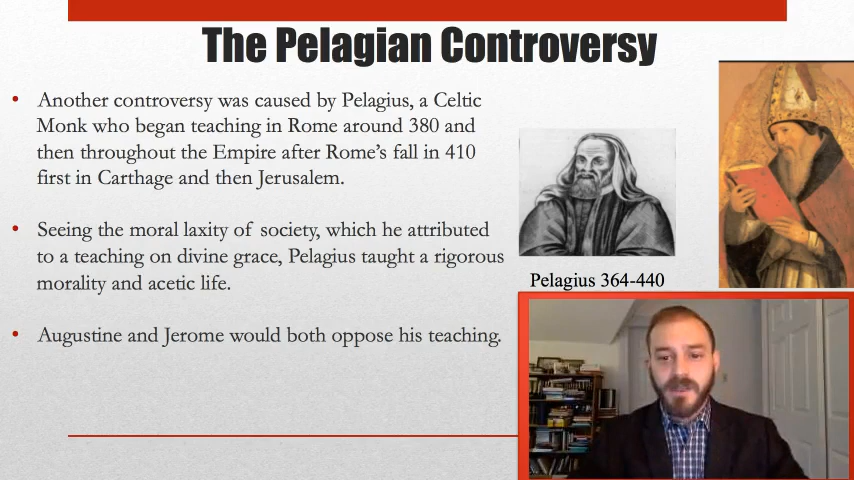 The Pelagian Controversy
• Another controversy was caused by Pelagius, a Celtic
Monk who began teaching in Rome around 380 and
then throughout the Empire after Rome's fall in 410
first in Carthage and then Jerusalem.
• Seeing the moral laxity of society, which he attributed
to a teaching on divine grace, Pelagius taught a rigorous
morality and acetic life.
• Augustine and Jerome would both oppose his teaching.
Pelagius 364-440